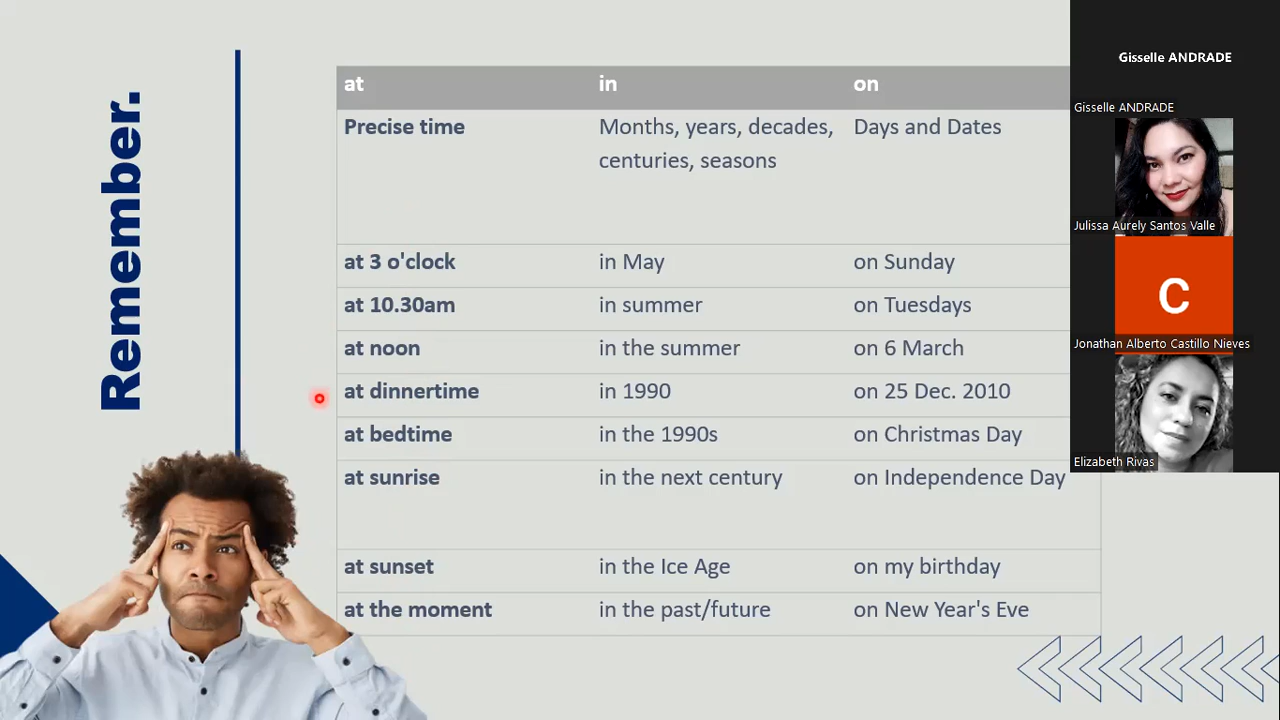 Remember.
at in on
Precise time Months, years, decades, Days and Dates
centuries, seasons
at 3 o'clock in May on Sunday
at 10.30am in summer on Tuesdays
at noon in the summer on 6 March
at dinnertime in 1990 on 25 Dec. 2010
at bedtime in the 1990s on Christmas Day
at sunrise in the next century on Independence Day
at sunset in the Ice Age on my birthday
at the moment in the past/future on New Year's Eve
Gisselle ANDRADE
Gisselle ANDRADE
Julissa Aurely Santos Valle
C
Jonathan Alberto Castillo Nieves
Elizabeth Rivas